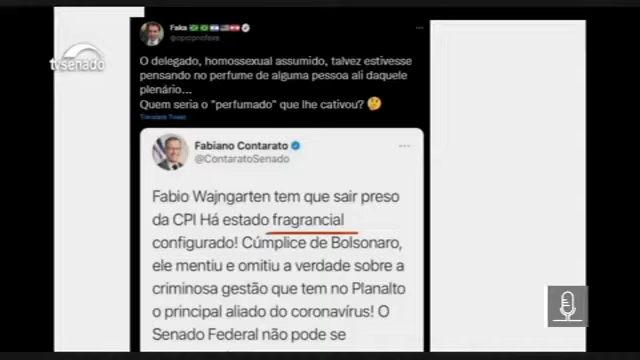 tvsenado
Faka
O delegado, homossexual assumido, talvez estivesse
pensando no perfume de alguma pessoa ali daquele
plenário...
Quem seria o "perfumado" que lhe cativou? 🤔
Translate Tweet
Fabiano Contarato
@ContaratoSenado
Fabio Wajngarten tem que sair preso
da CPI Há estado fragrancial
configurado! Cúmplice de Bolsonaro,
ele mentiu e omitiu a verdade sobre a
criminosa gestão que tem no Planalto
o principal aliado do coronavírus! O
Senado Federal não pode se